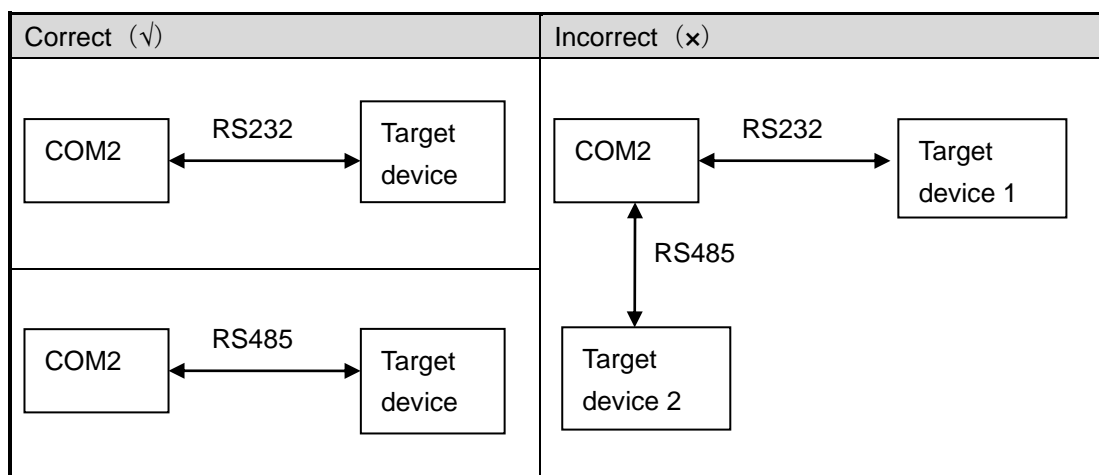 Correct（√）
Incorrect（×）
COM2
RS232
Target
device
COM2
RS485
Target
device
COM2
RS232
Target
device 1
RS485
Target
device 2